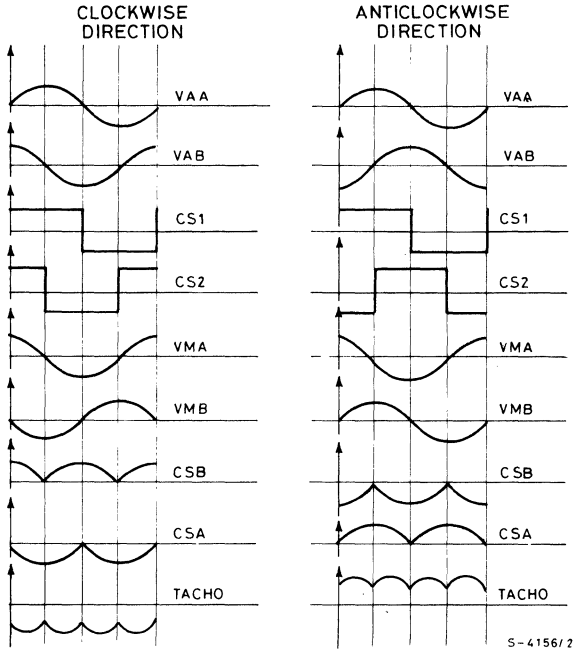 CLOCKWISE
DIRECTION
VAA
VAB
CS1
CS2
VMA
VMB
CSB
CSA
TACHO
ANTICLOCKWISE
DIRECTION
VAA
VAB
CS1
CS2
VMA
VMB
CSB
CSA
TACHO
S-4156/2